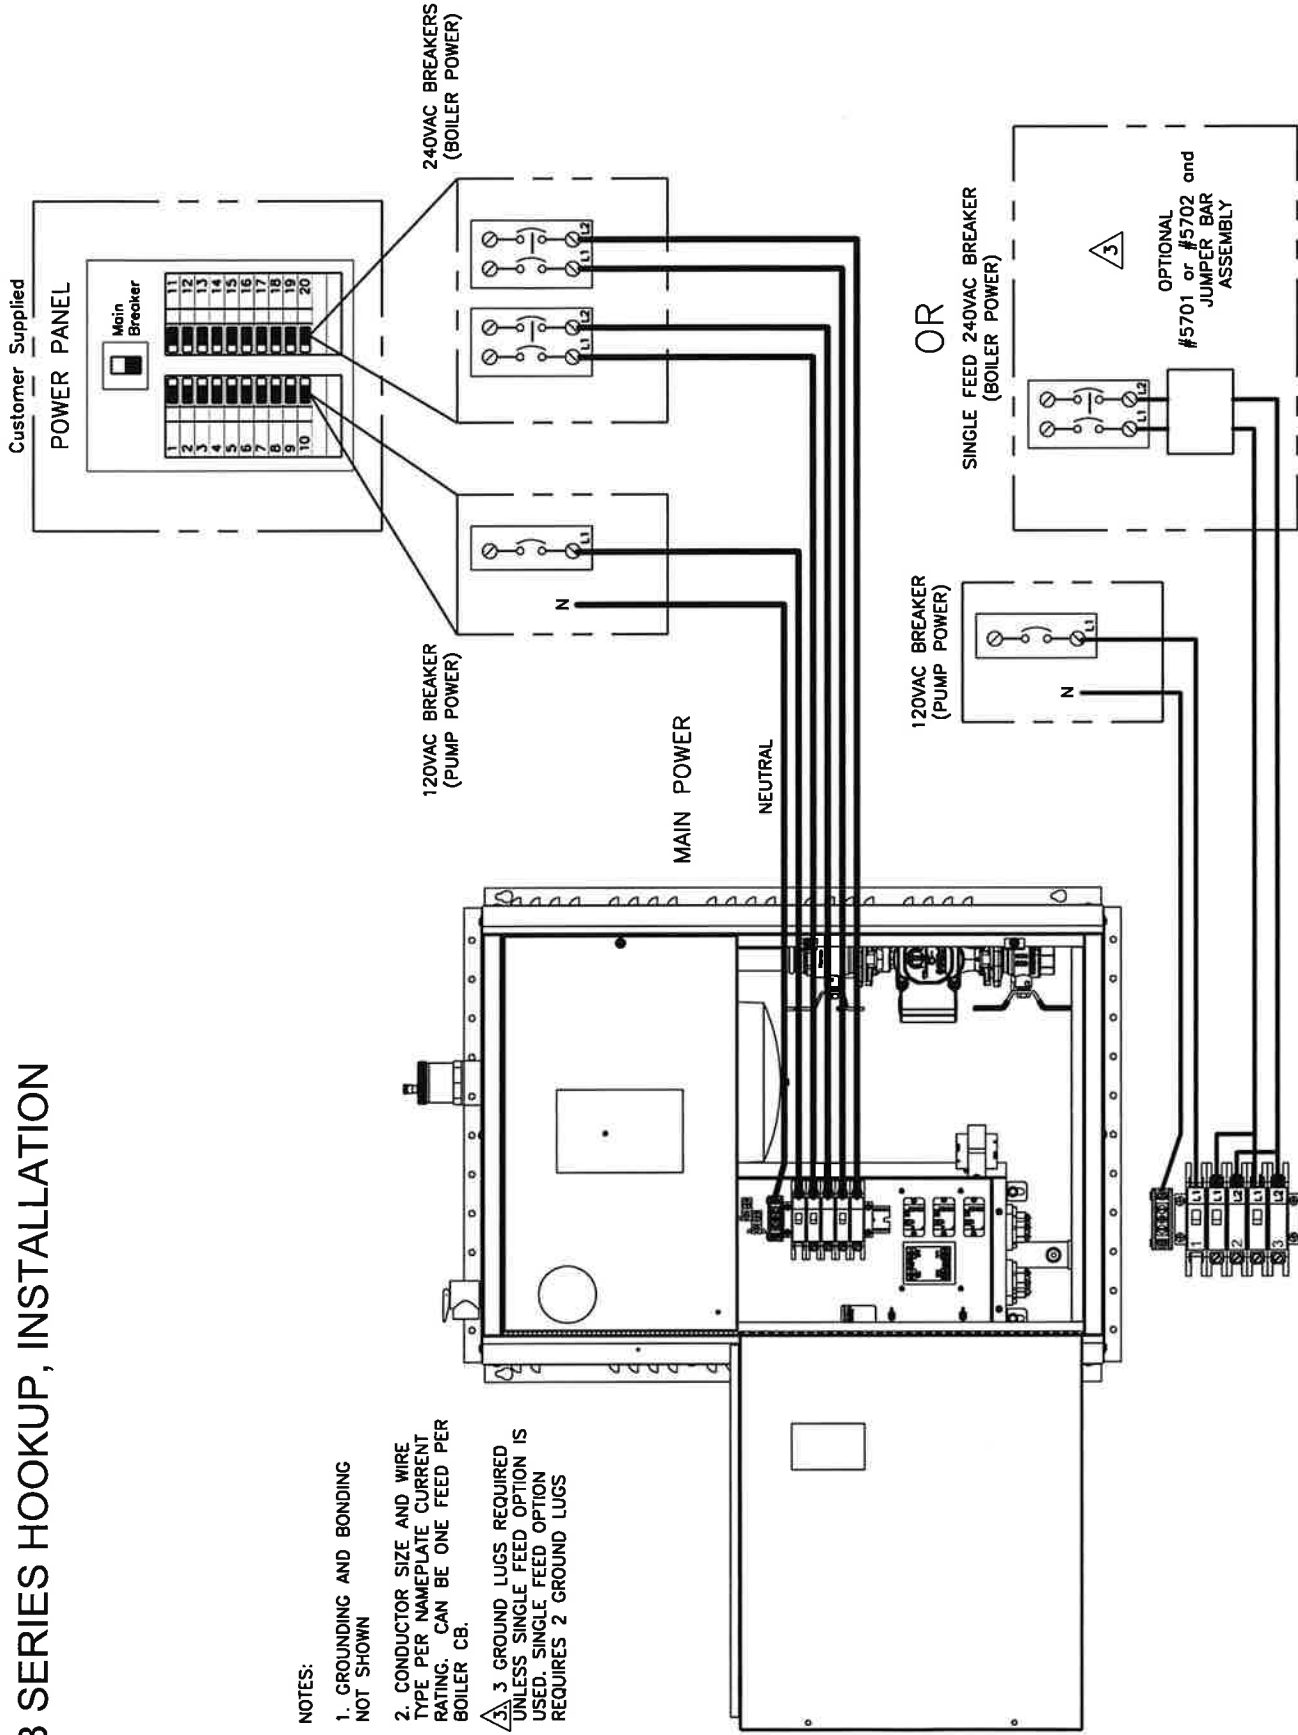 B SERIES HOOKUP, INSTALLATION
NOTES:
1. GROUNDING AND BONDING
NOT SHOWN
2. CONDUCTOR SIZE AND WIRE
TYPE PER NAMEPLATE CURRENT
RATING. CAN BE ONE FEED PER
BOILER CB.
3. 3 GROUND LUGS REQUIRED
UNLESS SINGLE FEED OPTION IS
USED. SINGLE FEED OPTION
REQUIRES 2 GROUND LUGS
Customer Supplied
POWER PANEL
Main
Breaker
1
2
3
4
5
6
7
8
9
10
11
12
13
14
15
16
17
18
19
20
120VAC BREAKER
(PUMP POWER)
240VAC BREAKERS
(BOILER POWER)
N
L1
L1
L2
L1
L2
MAIN POWER
NEUTRAL
OR
120VAC BREAKER
(PUMP POWER)
N
L1
SINGLE FEED 240VAC BREAKER
(BOILER POWER)
L1
L2
3
OPTIONAL
#5701 or #5702 and
JUMPER BAR
ASSEMBLY
1
L1
L1
2
L2
L1
3
L2